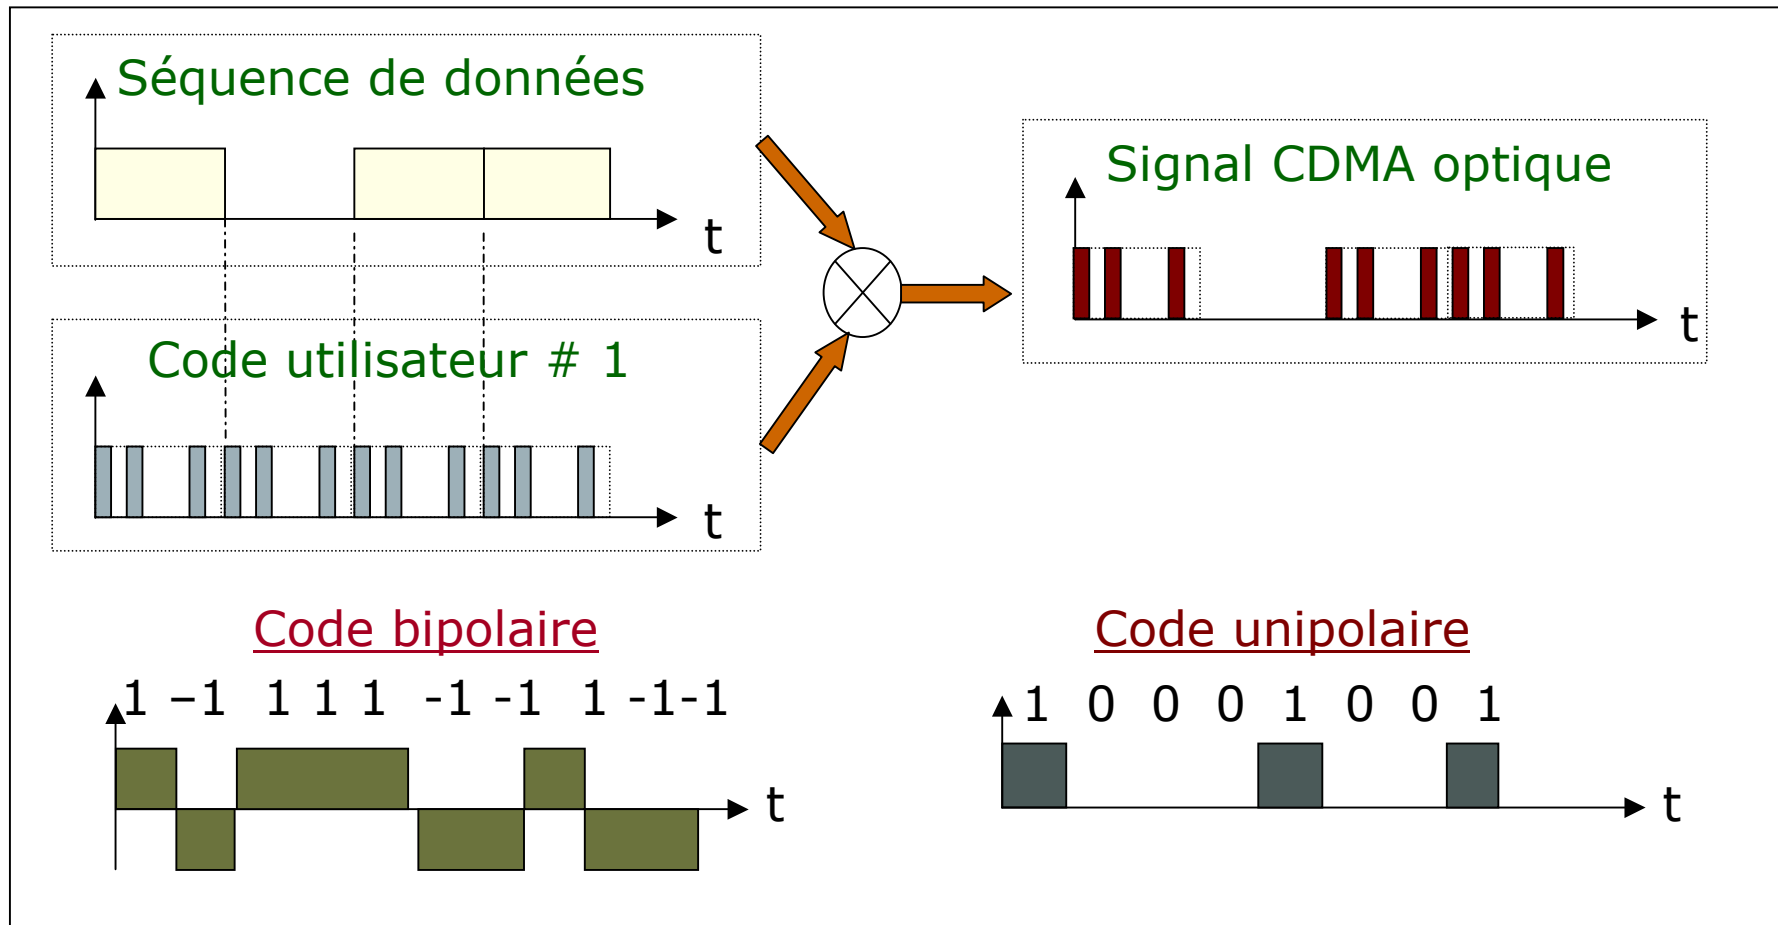 Séquence de données
t
Code utilisateur # 1
t
Signal CDMA optique
t
Code bipolaire
1 –1 1 1 1 -1 -1 1 -1-1
t
Code unipolaire
1 0 0 0 1 0 0 1
t